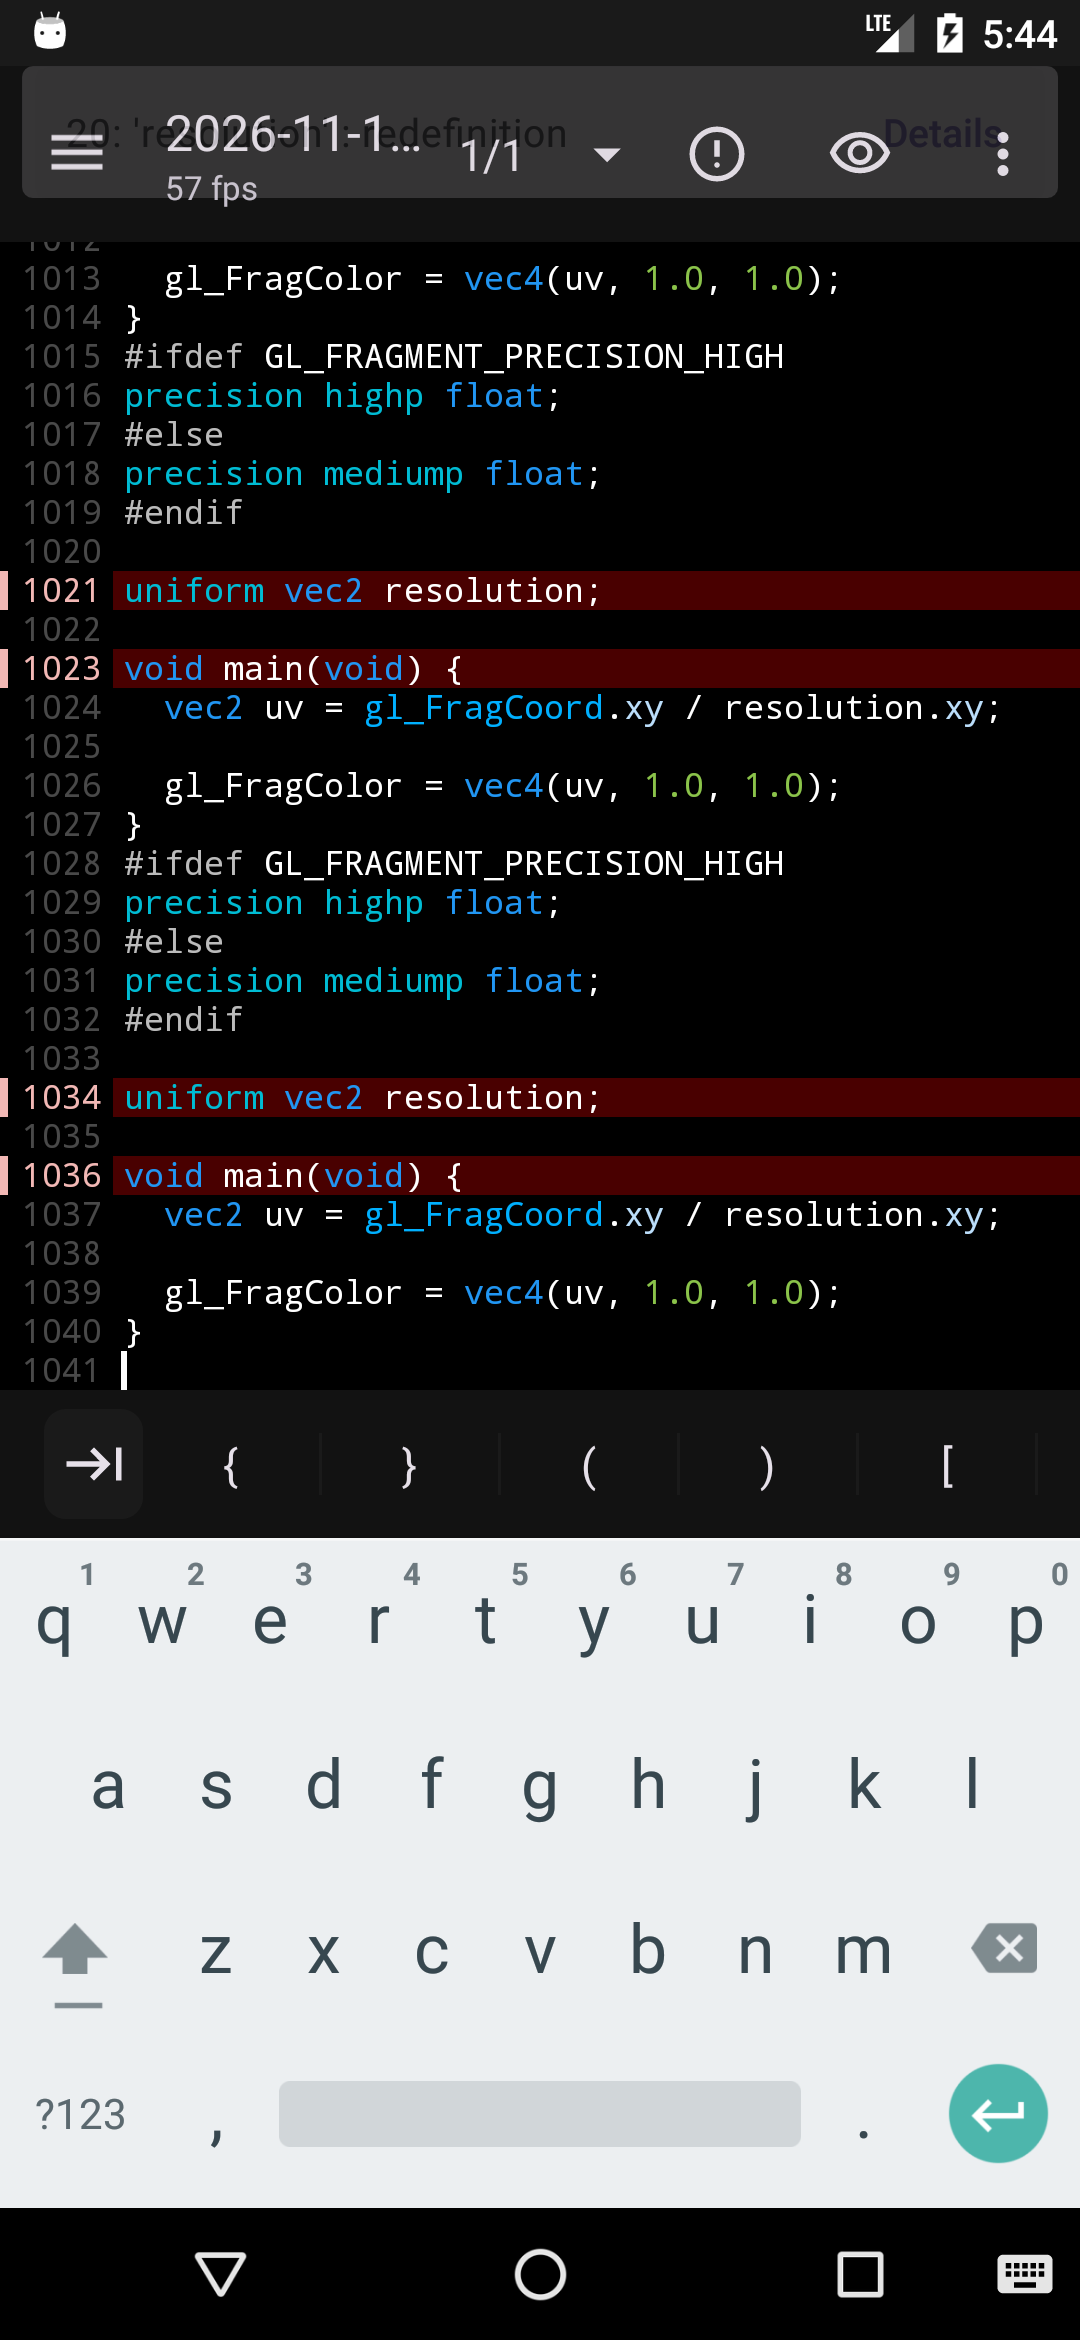 LTE 5:44
20: 'resolution' : redefinition Details
2026-11-1... 1/1
57 fps
1012
1013 gl_FragColor = vec4(uv, 1.0, 1.0);
1014 }
1015 #ifdef GL_FRAGMENT_PRECISION_HIGH
1016 precision highp float;
1017 #else
1018 precision mediump float;
1019 #endif
1020
1021 uniform vec2 resolution;
1022
1023 void main(void) {
1024 vec2 uv = gl_FragCoord.xy / resolution.xy;
1025
1026 gl_FragColor = vec4(uv, 1.0, 1.0);
1027 }
1028 #ifdef GL_FRAGMENT_PRECISION_HIGH
1029 precision highp float;
1030 #else
1031 precision mediump float;
1032 #endif
1033
1034 uniform vec2 resolution;
1035
1036 void main(void) {
1037 vec2 uv = gl_FragCoord.xy / resolution.xy;
1038
1039 gl_FragColor = vec4(uv, 1.0, 1.0);
1040 }
1041
{ } ( ) [
1 2 3 4 5 6 7 8 9 0
q w e r t y u i o p
a s d f g h j k l
z x c v b n m
?123 , .